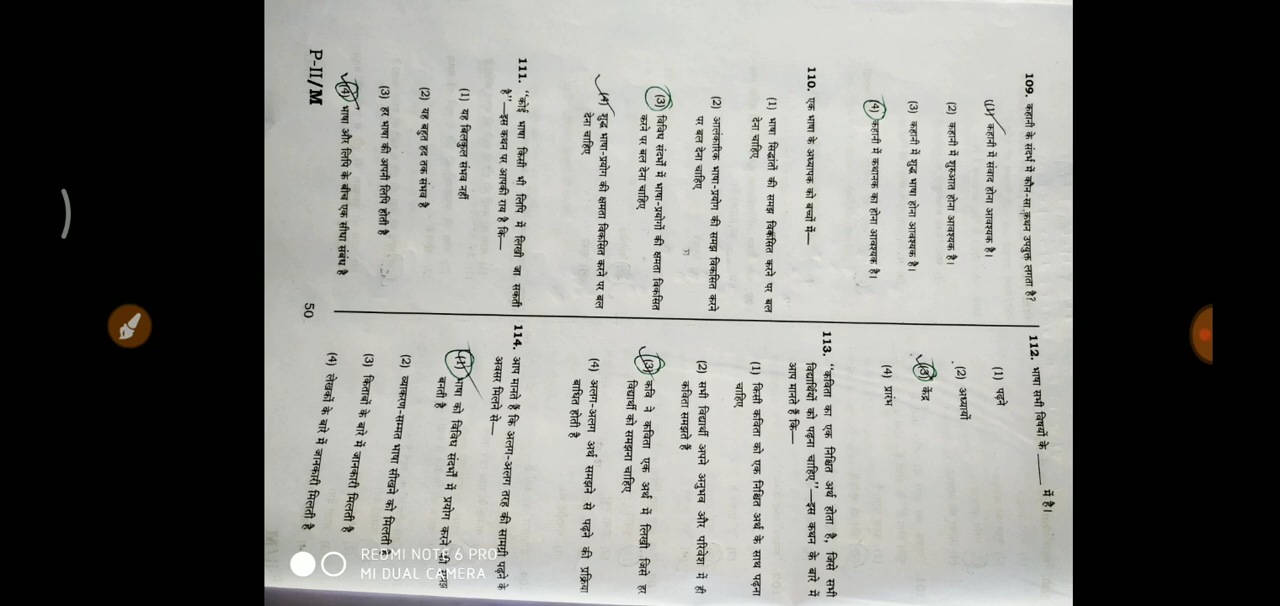 109. कहानी के संदर्भ में कौन-सा कथन उपयुक्त लगता है?
(1) कहानी में संवाद होना आवश्यक है।
(2) कहानी में शुरुआत होना आवश्यक है।
(3) कहानी में शुद्ध भाषा होना आवश्यक है।
(4) कहानी में कथानक का होना आवश्यक है।
110. एक भाषा के अध्यापक को बच्चों में—
(1) भाषा सिद्धांतों की समझ विकसित करने पर बल
देना चाहिए
(2) आलंकारिक भाषा-प्रयोग की समझ विकसित करने
पर बल देना चाहिए
(3) विविध संदर्भों में भाषा-प्रयोगों की क्षमता विकसित
करने पर बल देना चाहिए
(4) शुद्ध भाषा-प्रयोग की क्षमता विकसित करने पर बल
देना चाहिए
111. “कोई भाषा किसी भी लिपि में लिखी जा सकती
है”—इस कथन पर आपकी राय है कि—
(1) यह बिलकुल संभव नहीं
(2) यह बहुत हद तक संभव है
(3) हर भाषा की अपनी लिपि होती है
(4) भाषा और लिपि के बीच एक सीधा संबंध है
P-II/M
50
112. भाषा सभी विषयों के ______ में है।
(1) पढ़ने
(2) अध्यायों
(3) केंद्र
(4) प्रारंभ
113. “कविता का एक निश्चित अर्थ होता है, जिसे सभी
विद्यार्थियों को पढ़ना चाहिए”—इस कथन के बारे में
आप मानते हैं कि—
(1) किसी कविता को एक निश्चित अर्थ के साथ पढ़ना
चाहिए
(2) सभी विद्यार्थी अपने अनुभव और परिवेश में ही
कविता समझते हैं
(3) कवि ने कविता एक अर्थ में लिखी जिसे हर
विद्यार्थी को समझना चाहिए
(4) अलग-अलग अर्थ समझने से पढ़ने की प्रक्रिया
बाधित होती है
114. आप मानते हैं कि अलग-अलग तरह की सामग्री पढ़ने के
अवसर मिलने से—
(1) भाषा को विविध संदर्भों में प्रयोग करने की समझ
बनती है
(2) व्याकरण-सम्मत भाषा सीखने को मिलती
(3) किताबों के बारे में जानकारी मिलती है
(4) लेखकों के बारे में जानकारी मिलती है
REDMI NOTE 6 PRO
MI DUAL CAMERA